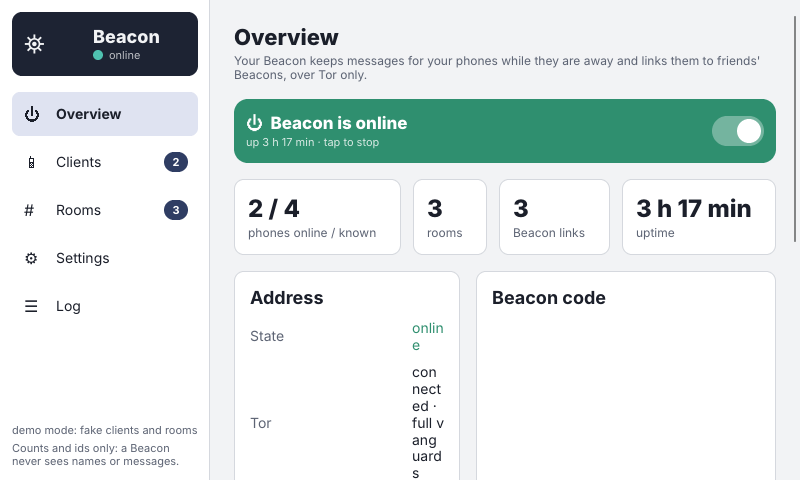 Beacon
online
Overview
Clients 2
# Rooms 3
Settings
Log
demo mode: fake clients and rooms
Counts and ids only: a Beacon
never sees names or messages.
Overview
Your Beacon keeps messages for your phones while they are away and links them to friends'
Beacons, over Tor only.
Beacon is online
up 3 h 17 min · tap to stop
2 / 4
phones online / known
3
rooms
3
Beacon links
3 h 17 min
uptime
Address
State
onlin
e
Tor
con
nect
ed ·
full v
ang
uard
s
Beacon code